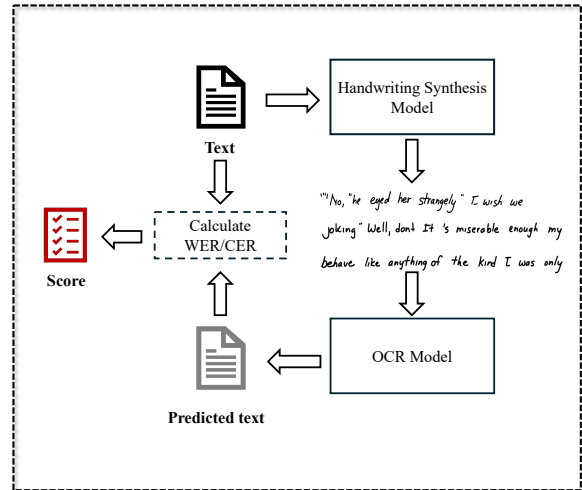 Handwriting Synthesis
Model
Text
"'No, "he eyed her strangely" I wish we
joking" Well, dont It 's miserable enough my
behave like anything of the kind I was only
Calculate
WER/CER
Score
OCR Model
Predicted text